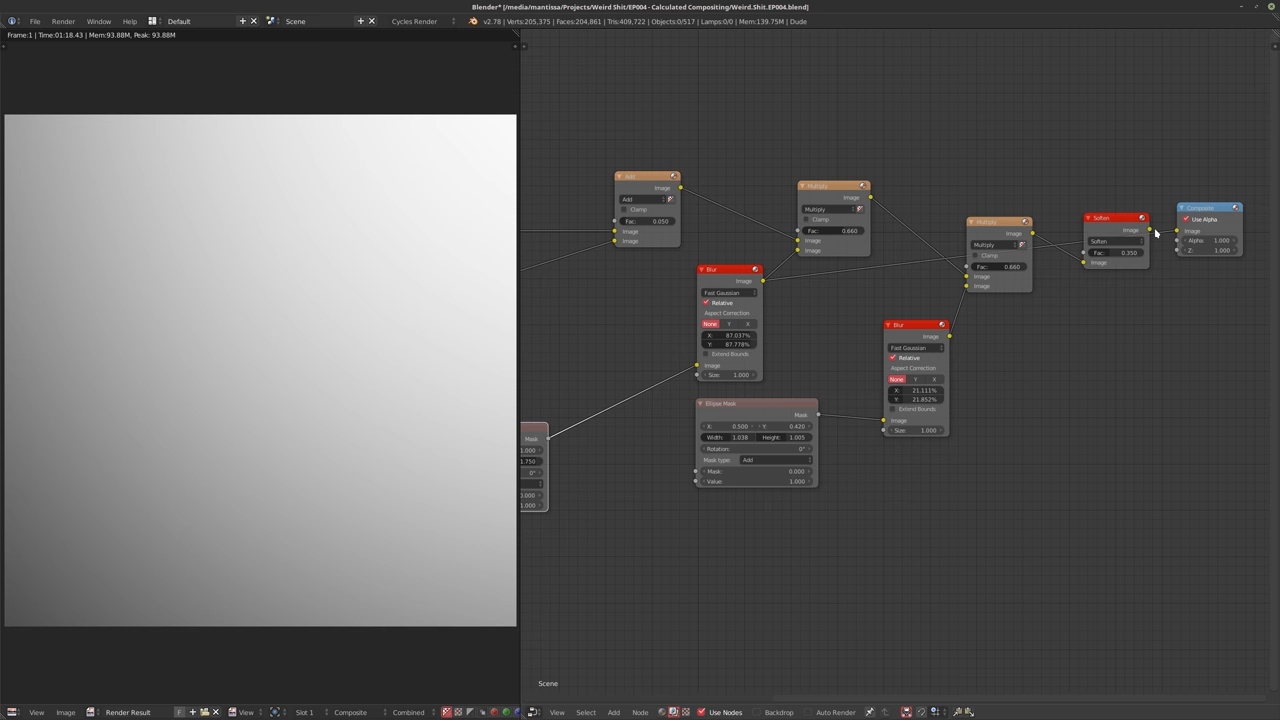 Blender* [/media/mantissa/Projects/Weird Shit/EP004 - Calculated Compositing/Weird.Shit.EP004.blend]
File Render Window Help Default Scene Cycles Render v2.78 | Verts:205,375 | Faces:204,861 | Tris:409,722 | Objects:0/517 | Lamps:0/0 | Mem:139.75M | Dude
Frame:1 | Time:01:18.43 | Mem:93.88M, Peak: 93.88M
Add
Image
Add
Clamp
Fac: 0.050
Image
Image
Multiply
Image
Multiply
Clamp
Fac: 0.660
Image
Image
Blur
Image
Fast Gaussian
Relative
Aspect Correction
None Y X
X: 87.037%
Y: 87.778%
Extend Bounds
Image
Size: 1.000
Multiply
Image
Multiply
Clamp
Fac: 0.660
Image
Image
Soften
Image
Soften
Fac: 0.350
Image
Composite
Use Alpha
Image
Alpha: 1.000
Z: 1.000
Blur
Image
Fast Gaussian
Relative
Aspect Correction
None Y X
X: 21.111%
Y: 21.852%
Extend Bounds
Image
Size: 1.000
Ellipse Mask
Mask
X: 0.500 Y: 0.420
Width: 1.038 Height: 1.005
Rotation: 0°
Mask type: Add
Mask: 0.000
Value: 1.000
Mask
1.000
1.750
0°
0.000
1.000
Scene
View Image Render Result F View Slot 1 Composite Combined
View Select Add Node Use Nodes Backdrop Auto Render